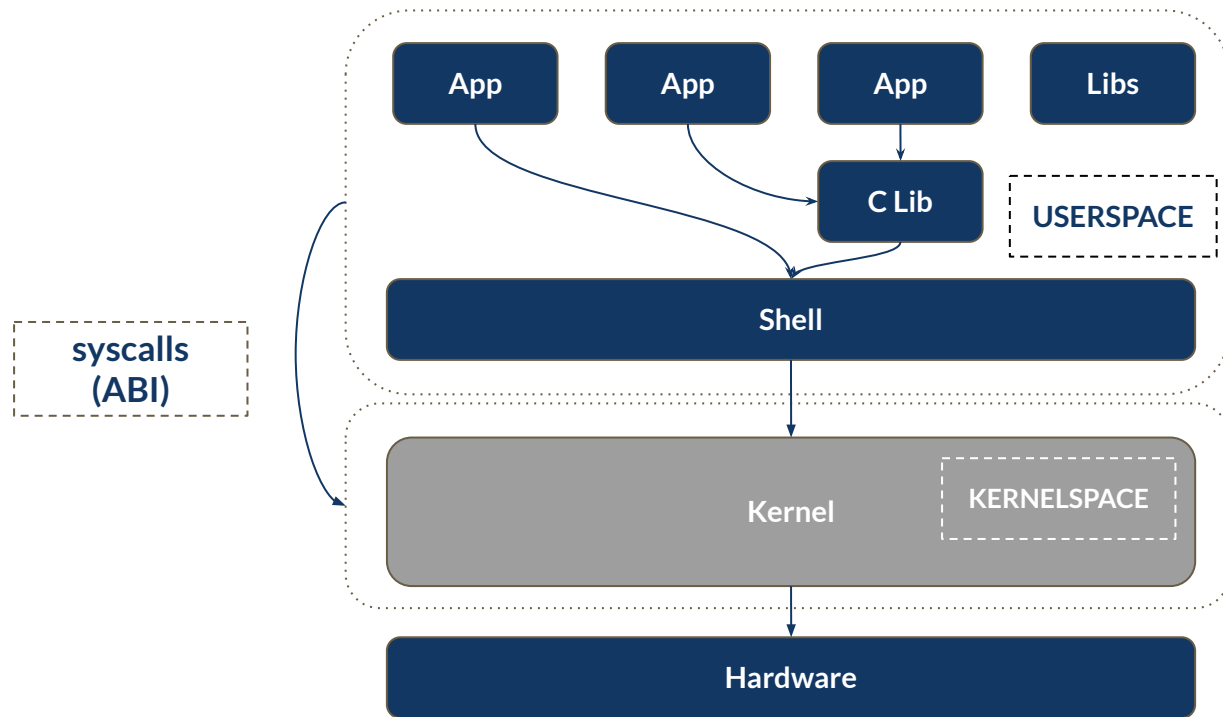 App
App
App
Libs
C Lib
USERSPACE
Shell
syscalls
(ABI)
Kernel
KERNELSPACE
Hardware